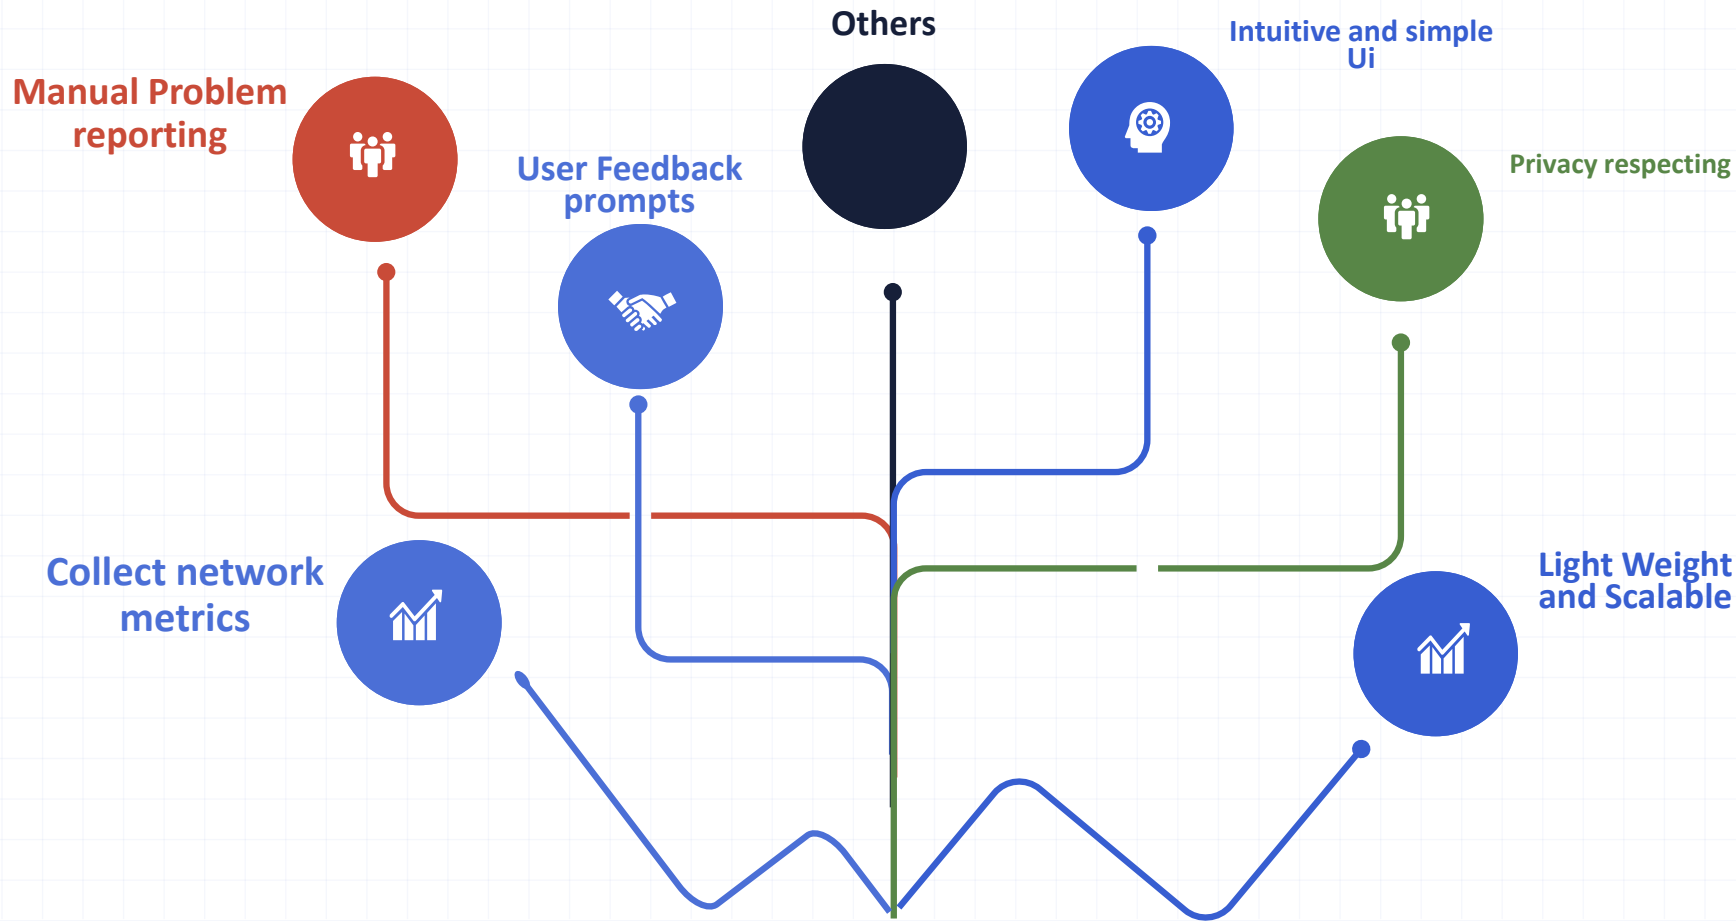 Others
Intuitive and simple
Ui
Manual Problem
reporting
User Feedback
prompts
Privacy respecting
Collect network
metrics
Light Weight
and Scalable